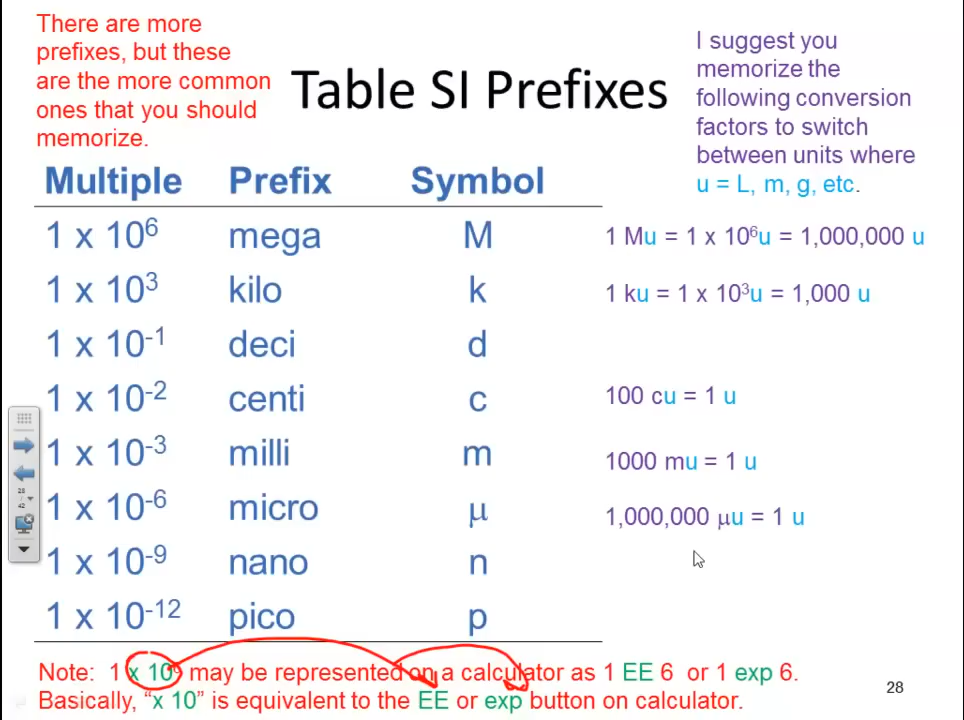 There are more
prefixes, but these
are the more common
ones that you should
memorize.
Table SI Prefixes
I suggest you
memorize the
following conversion
factors to switch
between units where
u = L, m, g, etc.
Multiple Prefix Symbol
1 x 10⁶ mega M 1 Mu = 1 x 10⁶u = 1,000,000 u
1 x 10³ kilo k 1 ku = 1 x 10³u = 1,000 u
1 x 10⁻¹ deci d
1 x 10⁻² centi c 100 cu = 1 u
1 x 10⁻³ milli m 1000 mu = 1 u
1 x 10⁻⁶ micro μ 1,000,000 μu = 1 u
1 x 10⁻⁹ nano n
1 x 10⁻¹² pico p
Note: 1 x 10⁶ may be represented on a calculator as 1 EE 6 or 1 exp 6.
Basically, “x 10” is equivalent to the EE or exp button on calculator.
28
28
/
42